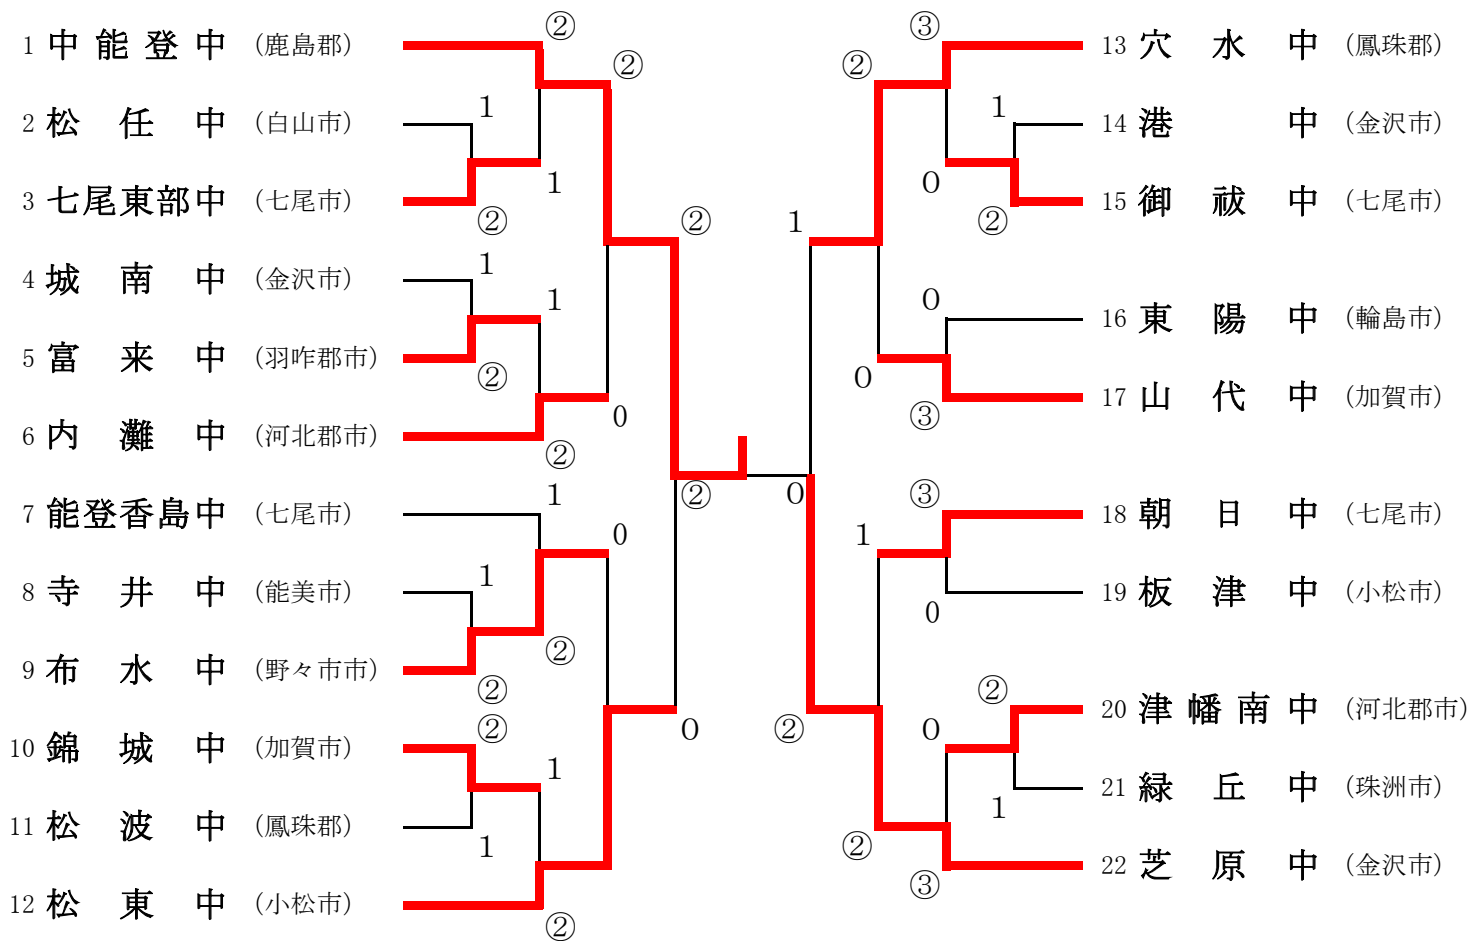 1 中能登中 (鹿島郡)
2 松任中 (白山市)
3 七尾東部中 (七尾市)
4 城南中 (金沢市)
5 富来中 (羽咋郡市)
6 内灘中 (河北郡市)
7 能登香島中 (七尾市)
8 寺井中 (能美市)
9 布水中 (野々市市)
10 錦城中 (加賀市)
11 松波中 (鳳珠郡)
12 松東中 (小松市)
②
1
②
1
1
②
1
②
1
1
②
②
1
1
②
②
0
0
②
0
②
②
0
1
②
②
0
1
②
③
0
0
③
③
0
0
③
1
②
②
1
13 穴水中 (鳳珠郡)
14 港中 (金沢市)
15 御祓中 (七尾市)
16 東陽中 (輪島市)
17 山代中 (加賀市)
18 朝日中 (七尾市)
19 板津中 (小松市)
20 津幡南中 (河北郡市)
21 緑丘中 (珠洲市)
22 芝原中 (金沢市)